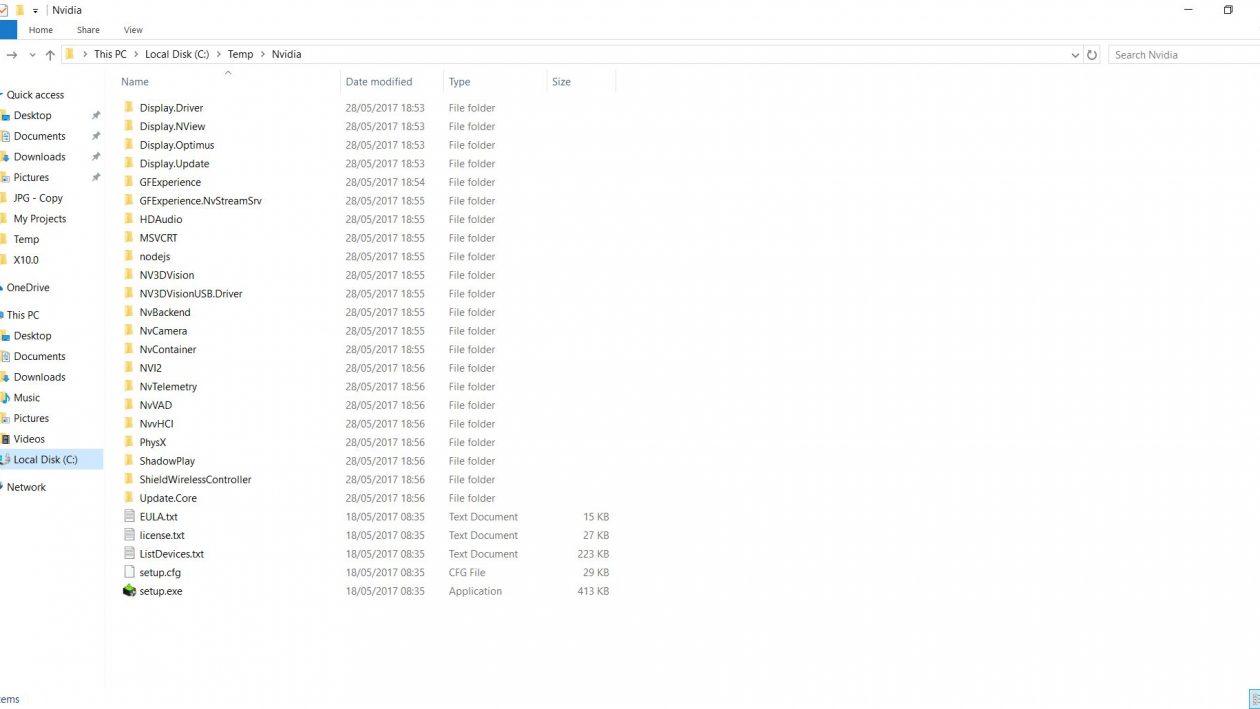 Nvidia
Home Share View
This PC Local Disk (C:) Temp Nvidia Search Nvidia
Name Date modified Type Size
Quick access
Desktop
Documents
Downloads
Pictures
JPG - Copy
My Projects
Temp
X10.0
OneDrive
This PC
Desktop
Documents
Downloads
Music
Pictures
Videos
Local Disk (C:)
Network
Display.Driver 28/05/2017 18:53 File folder
Display.NView 28/05/2017 18:53 File folder
Display.Optimus 28/05/2017 18:53 File folder
Display.Update 28/05/2017 18:53 File folder
GFExperience 28/05/2017 18:54 File folder
GFExperience.NvStreamSrv 28/05/2017 18:55 File folder
HDAudio 28/05/2017 18:55 File folder
MSVCRT 28/05/2017 18:55 File folder
nodejs 28/05/2017 18:55 File folder
NV3DVision 28/05/2017 18:55 File folder
NV3DVisionUSB.Driver 28/05/2017 18:55 File folder
NvBackend 28/05/2017 18:55 File folder
NvCamera 28/05/2017 18:55 File folder
NvContainer 28/05/2017 18:55 File folder
NVI2 28/05/2017 18:56 File folder
NvTelemetry 28/05/2017 18:56 File folder
NvVAD 28/05/2017 18:56 File folder
NvvHCI 28/05/2017 18:56 File folder
PhysX 28/05/2017 18:56 File folder
ShadowPlay 28/05/2017 18:56 File folder
ShieldWirelessController 28/05/2017 18:56 File folder
Update.Core 28/05/2017 18:56 File folder
EULA.txt 18/05/2017 08:35 Text Document 15 KB
license.txt 18/05/2017 08:35 Text Document 27 KB
ListDevices.txt 18/05/2017 08:35 Text Document 223 KB
setup.cfg 18/05/2017 08:35 CFG File 29 KB
setup.exe 18/05/2017 08:35 Application 413 KB